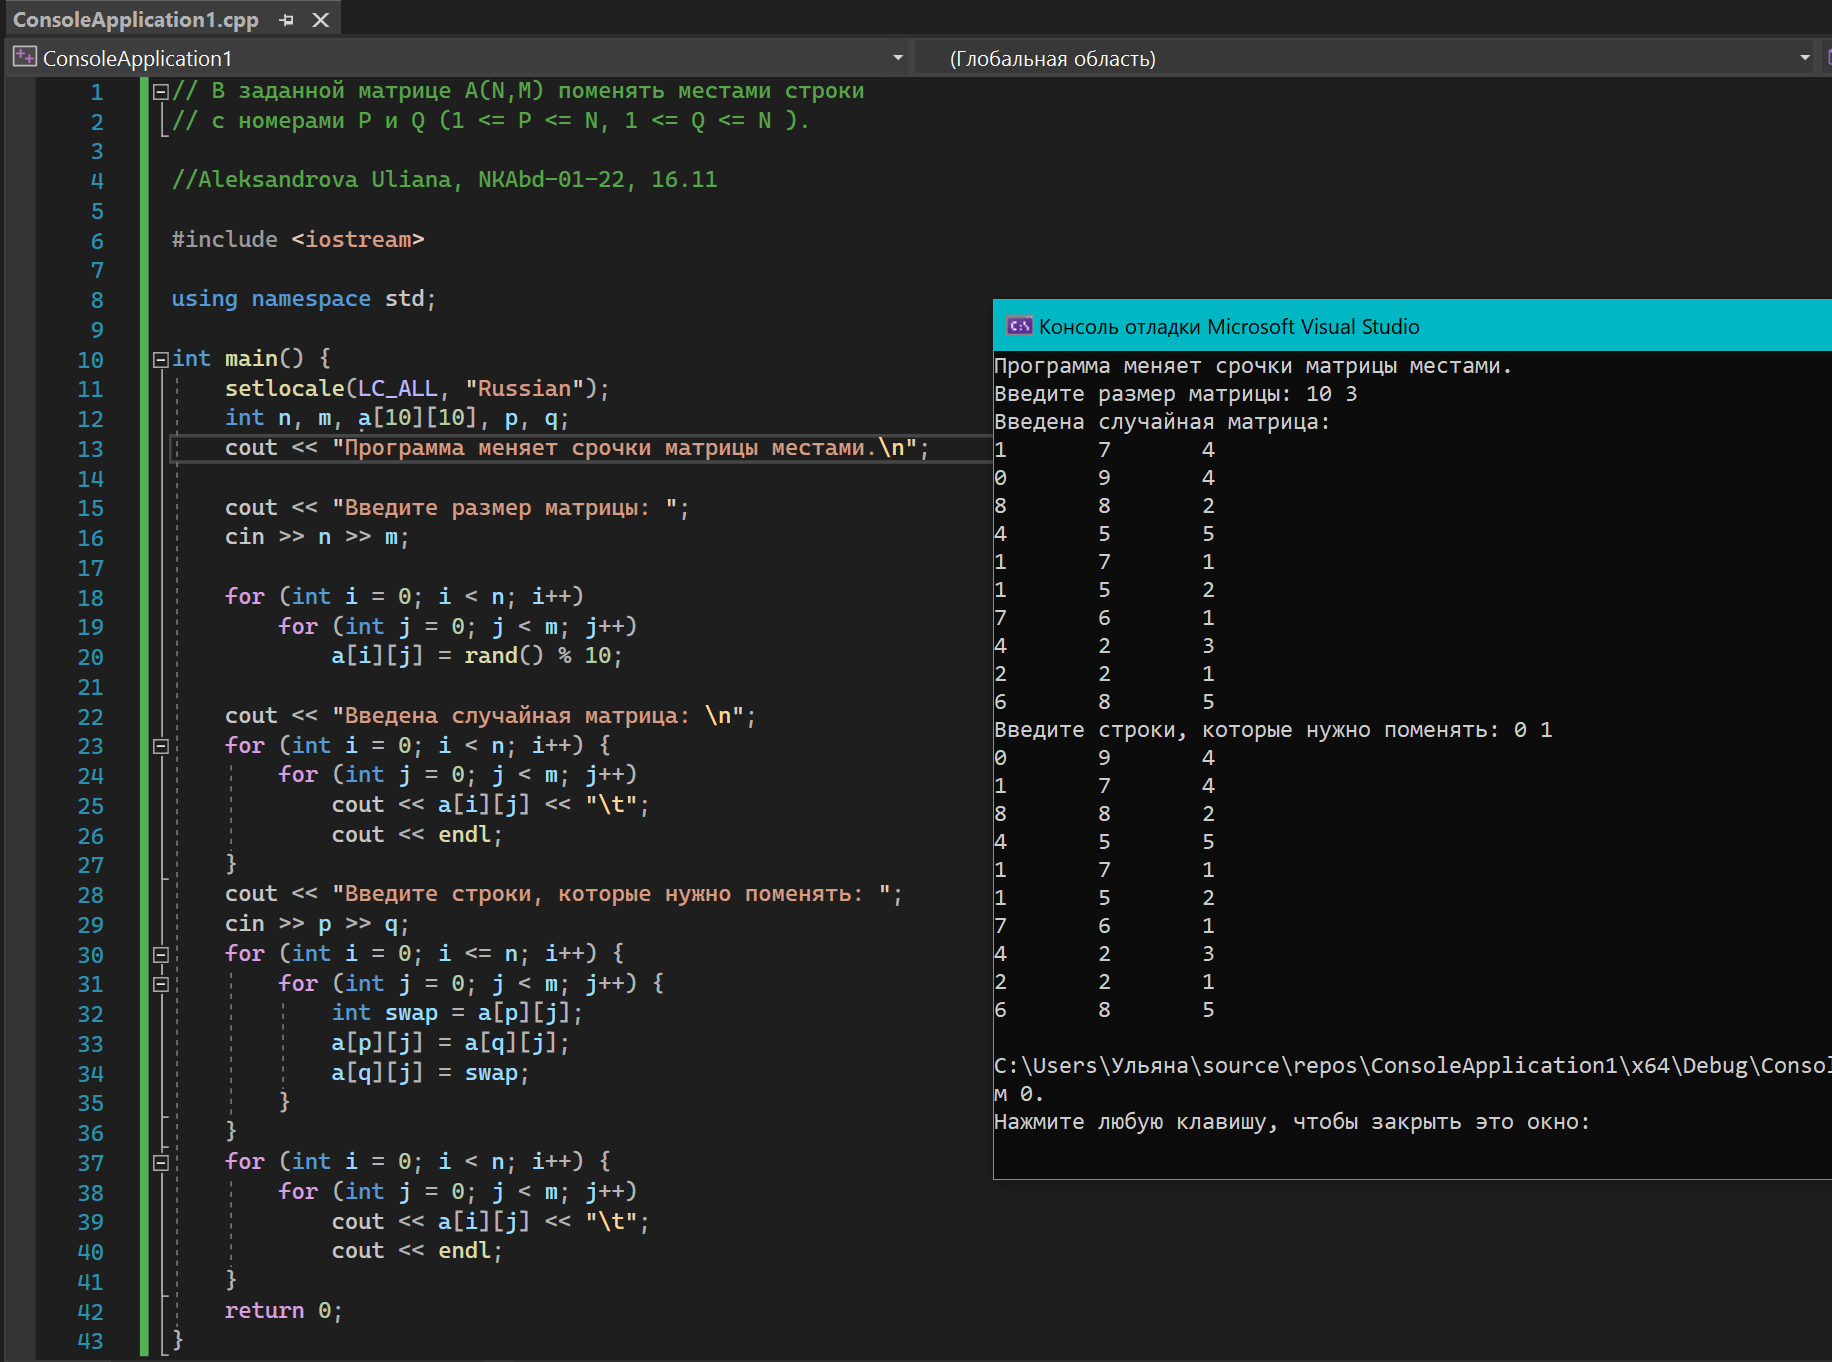 ConsoleApplication1.cpp
ConsoleApplication1
(Глобальная область)
1 // В заданной матрице A(N,M) поменять местами строки
2 // с номерами P и Q (1 <= P <= N, 1 <= Q <= N ).
3
4 //Aleksandrova Uliana, NKAbd-01-22, 16.11
5
6 #include <iostream>
7
8 using namespace std;
9
10 int main() {
11 setlocale(LC_ALL, "Russian");
12 int n, m, a[10][10], p, q;
13 cout << "Программа меняет срочки матрицы местами.\n";
14
15 cout << "Введите размер матрицы: ";
16 cin >> n >> m;
17
18 for (int i = 0; i < n; i++)
19 for (int j = 0; j < m; j++)
20 a[i][j] = rand() % 10;
21
22 cout << "Введена случайная матрица: \n";
23 for (int i = 0; i < n; i++) {
24 for (int j = 0; j < m; j++)
25 cout << a[i][j] << "\t";
26 cout << endl;
27 }
28 cout << "Введите строки, которые нужно поменять: ";
29 cin >> p >> q;
30 for (int i = 0; i <= n; i++) {
31 for (int j = 0; j < m; j++) {
32 int swap = a[p][j];
33 a[p][j] = a[q][j];
34 a[q][j] = swap;
35 }
36 }
37 for (int i = 0; i < n; i++) {
38 for (int j = 0; j < m; j++)
39 cout << a[i][j] << "\t";
40 cout << endl;
41 }
42 return 0;
43 }
Консоль отладки Microsoft Visual Studio
Программа меняет срочки матрицы местами.
Введите размер матрицы: 10 3
Введена случайная матрица:
1 7 4
0 9 4
8 8 2
4 5 5
1 7 1
1 5 2
7 6 1
4 2 3
2 2 1
6 8 5
Введите строки, которые нужно поменять: 0 1
0 9 4
1 7 4
8 8 2
4 5 5
1 7 1
1 5 2
7 6 1
4 2 3
2 2 1
6 8 5
C:\Users\Ульяна\source\repos\ConsoleApplication1\x64\Debug\Consol
м 0.
Нажмите любую клавишу, чтобы закрыть это окно: